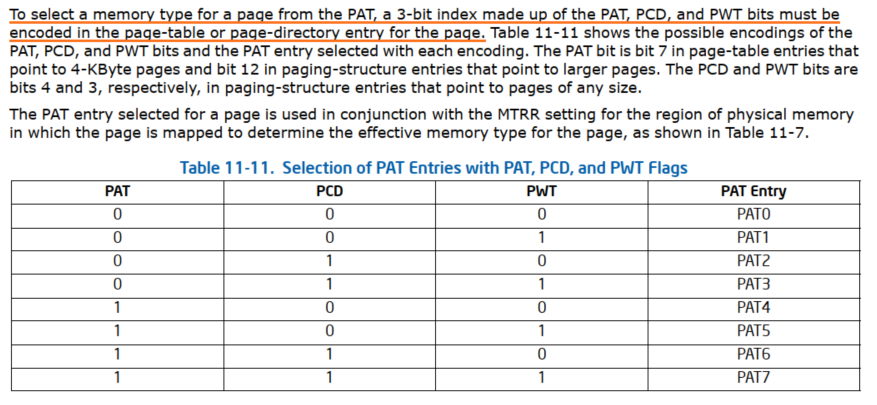 To select a memory type for a page from the PAT, a 3-bit index made up of the PAT, PCD, and PWT bits must be
encoded in the page-table or page-directory entry for the page. Table 11-11 shows the possible encodings of the
PAT, PCD, and PWT bits and the PAT entry selected with each encoding. The PAT bit is bit 7 in page-table entries that
point to 4-KByte pages and bit 12 in paging-structure entries that point to larger pages. The PCD and PWT bits are
bits 4 and 3, respectively, in paging-structure entries that point to pages of any size.
The PAT entry selected for a page is used in conjunction with the MTRR setting for the region of physical memory
in which the page is mapped to determine the effective memory type for the page, as shown in Table 11-7.
Table 11-11. Selection of PAT Entries with PAT, PCD, and PWT Flags
PAT PCD PWT PAT Entry
0 0 0 PAT0
0 0 1 PAT1
0 1 0 PAT2
0 1 1 PAT3
1 0 0 PAT4
1 0 1 PAT5
1 1 0 PAT6
1 1 1 PAT7